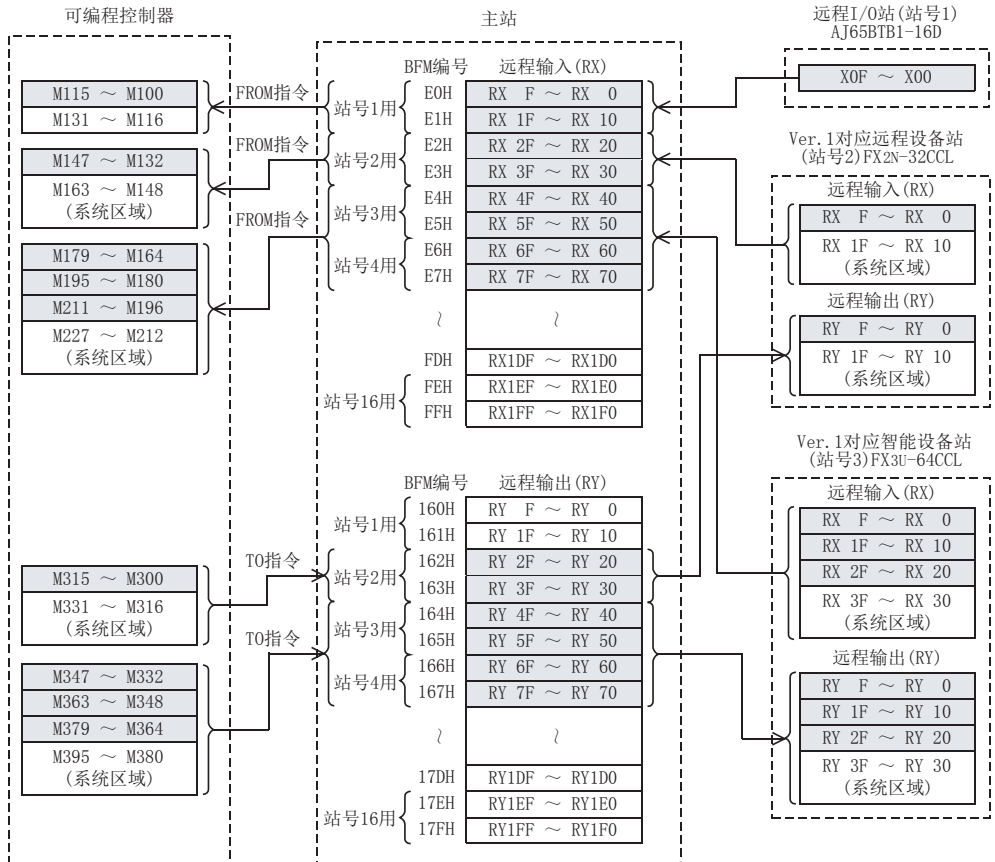 可编程控制器
M115 ～ M100
M131 ～ M116
M147 ～ M132
M163 ～ M148
(系统区域)
M179 ～ M164
M195 ～ M180
M211 ～ M196
M227 ～ M212
(系统区域)
M315 ～ M300
M331 ～ M316
(系统区域)
M347 ～ M332
M363 ～ M348
M379 ～ M364
M395 ～ M380
(系统区域)
FROM指令
FROM指令
FROM指令
TO指令
TO指令
主站
BFM编号 远程输入(RX)
站号1用
E0H RX F ～ RX 0
E1H RX 1F ～ RX 10
站号2用
E2H RX 2F ～ RX 20
E3H RX 3F ～ RX 30
站号3用
E4H RX 4F ～ RX 40
E5H RX 5F ～ RX 50
站号4用
E6H RX 6F ～ RX 60
E7H RX 7F ～ RX 70
～ ～
FDH RX1DF ～ RX1D0
站号16用
FEH RX1EF ～ RX1E0
FFH RX1FF ～ RX1F0
BFM编号 远程输出(RY)
站号1用
160H RY F ～ RY 0
161H RY 1F ～ RY 10
站号2用
162H RY 2F ～ RY 20
163H RY 3F ～ RY 30
站号3用
164H RY 4F ～ RY 40
165H RY 5F ～ RY 50
站号4用
166H RY 6F ～ RY 60
167H RY 7F ～ RY 70
～ ～
17DH RY1DF ～ RY1D0
站号16用
17EH RY1EF ～ RY1E0
17FH RY1FF ～ RY1F0
远程I/O站(站号1)
AJ65BTB1-16D
X0F ～ X00
Ver.1对应远程设备站
(站号2)FX2N-32CCL
远程输入(RX)
RX F ～ RX 0
RX 1F ～ RX 10
(系统区域)
远程输出(RY)
RY F ～ RY 0
RY 1F ～ RY 10
(系统区域)
Ver.1对应智能设备站
(站号3)FX3U-64CCL
远程输入(RX)
RX F ～ RX 0
RX 1F ～ RX 10
RX 2F ～ RX 20
RX 3F ～ RX 30
(系统区域)
远程输出(RY)
RY F ～ RY 0
RY 1F ～ RY 10
RY 2F ～ RY 20
RY 3F ～ RY 30
(系统区域)